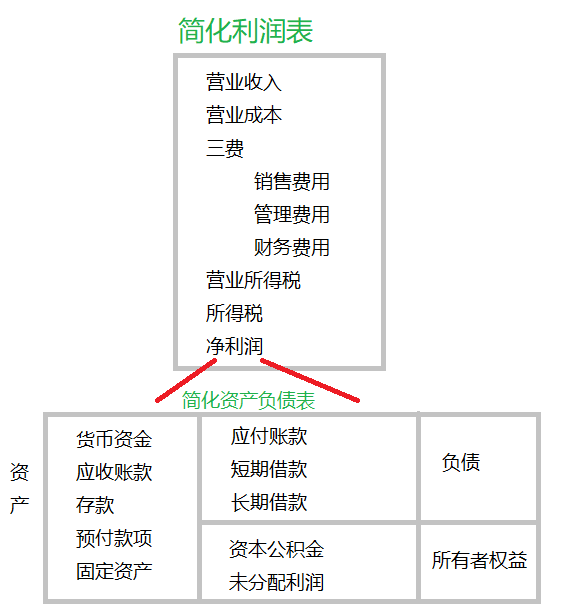 简化利润表
营业收入
营业成本
三费
销售费用
管理费用
财务费用
营业所得税
所得税
净利润
简化资产负债表
资产
货币资金
应收账款
存款
预付款项
固定资产
应付账款
短期借款
长期借款
负债
资本公积金
未分配利润
所有者权益